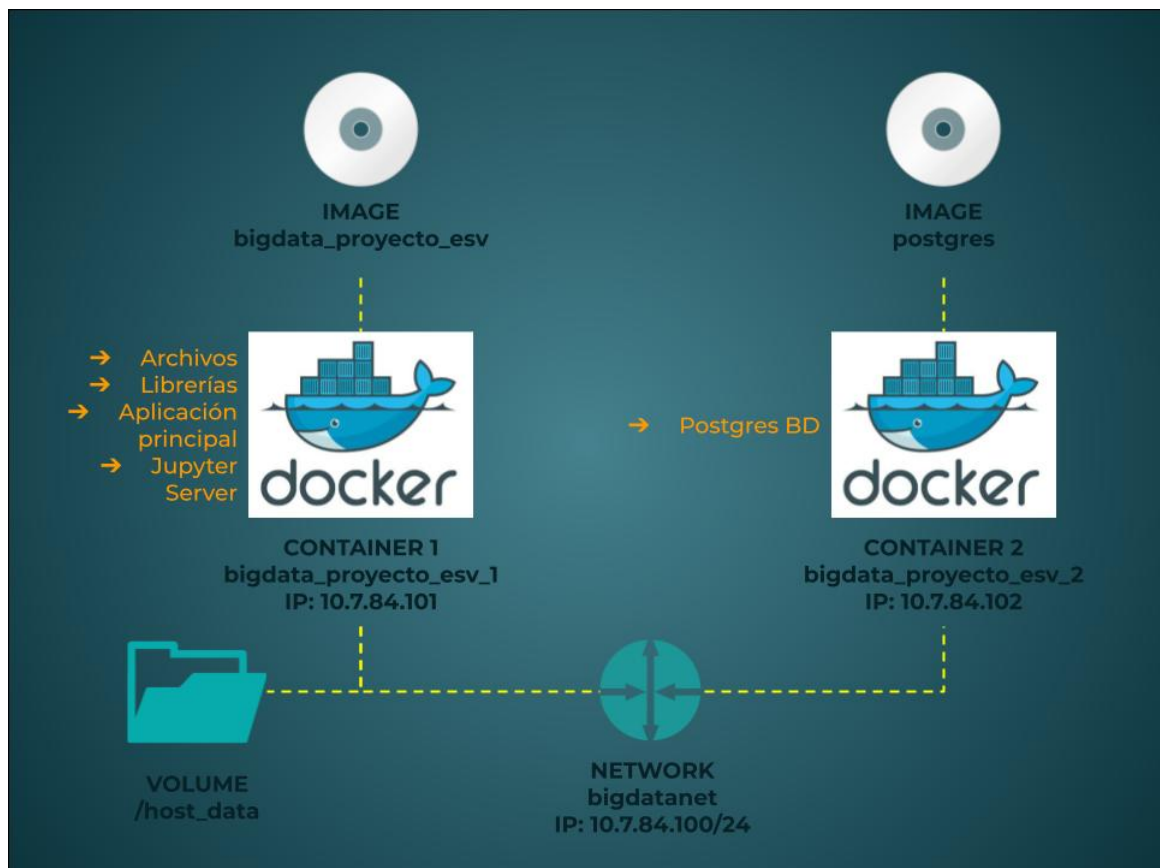 IMAGE
bigdata_proyecto_esv
IMAGE
postgres
➔ Archivos
➔ Librerías
➔ Aplicación
principal
➔ Jupyter
Server
docker
➔ Postgres BD
docker
CONTAINER 1
bigdata_proyecto_esv_1
IP: 10.7.84.101
CONTAINER 2
bigdata_proyecto_esv_2
IP: 10.7.84.102
VOLUME
/host_data
NETWORK
bigdatanet
IP: 10.7.84.100/24